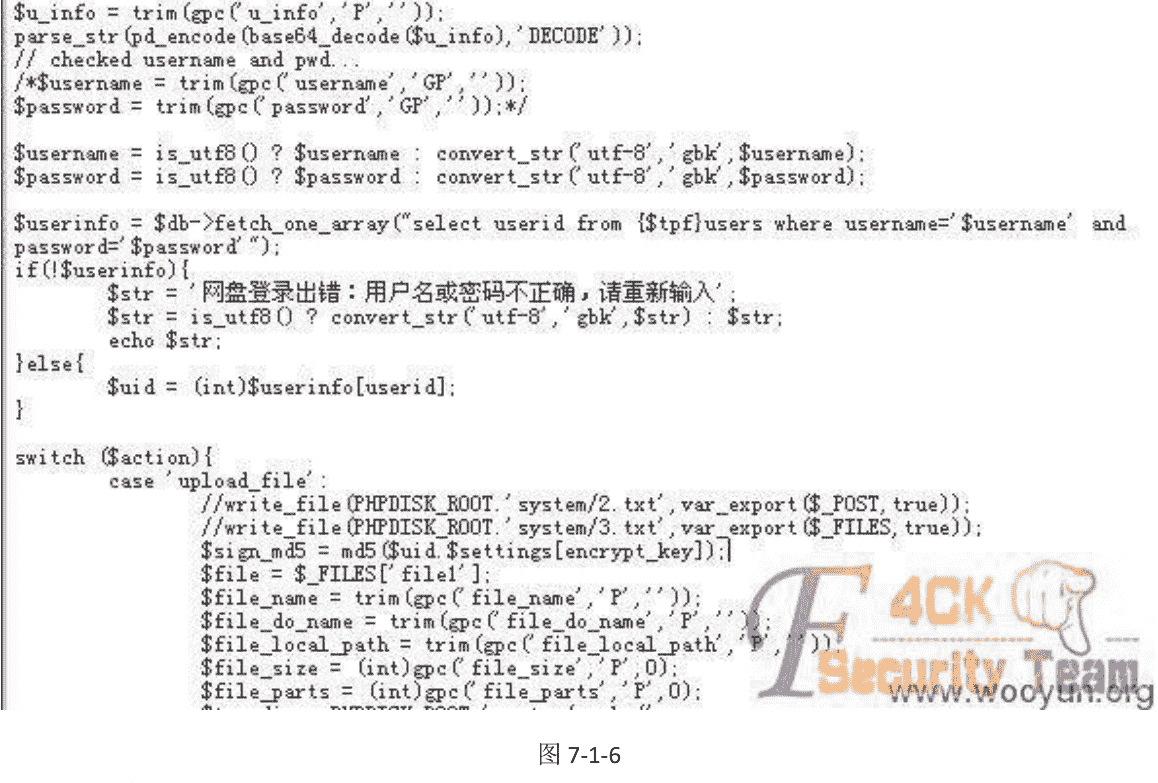 $u_info = trim(gpc('u_info','P',''));
parse_str(pd_encode(base64_decode($u_info),'DECODE'));
// checked username and pwd...
/*$username = trim(gpc('username','GP',''));
$password = trim(gpc('password','GP',''));*/
$username = is_utf8() ? $username : convert_str('utf-8','gbk',$username);
$password = is_utf8() ? $password : convert_str('utf-8','gbk',$password);
$userinfo = $db->fetch_one_array("select userid from {$tpf}users where username='$username' and
password='$password'");
if(!$userinfo){
$str = '网盘登录出错：用户名或密码不正确，请重新输入';
$str = is_utf8() ? convert_str('utf-8','gbk',$str) : $str;
echo $str;
}else{
$uid = (int)$userinfo[userid];
}
switch ($action){
case 'upload_file':
//write_file(PHPDISK_ROOT.'system/2.txt',var_export($_POST,true));
//write_file(PHPDISK_ROOT.'system/3.txt',var_export($_FILES,true));
$sign_md5 = md5($uid.$settings[encrypt_key]);
$file = $_FILES['file1'];
$file_name = trim(gpc('file_name','P',''));
$file_do_name = trim(gpc('file_do_name','P',''));
$file_local_path = trim(gpc('file_local_path','P',''));
$file_size = (int)gpc('file_size','P',0);
$file_parts = (int)gpc('file_parts','P',0);
F4CK
Security Team
www.wooyun.org
图 7-1-6